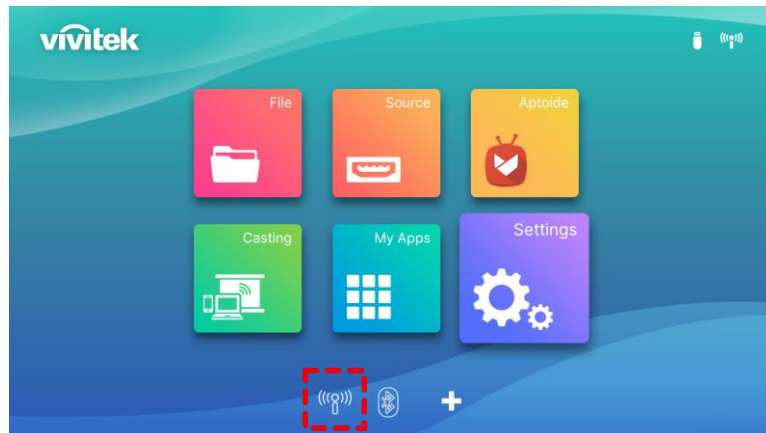 vivitek
File
Source
Aptoide
Casting
My Apps
Settings